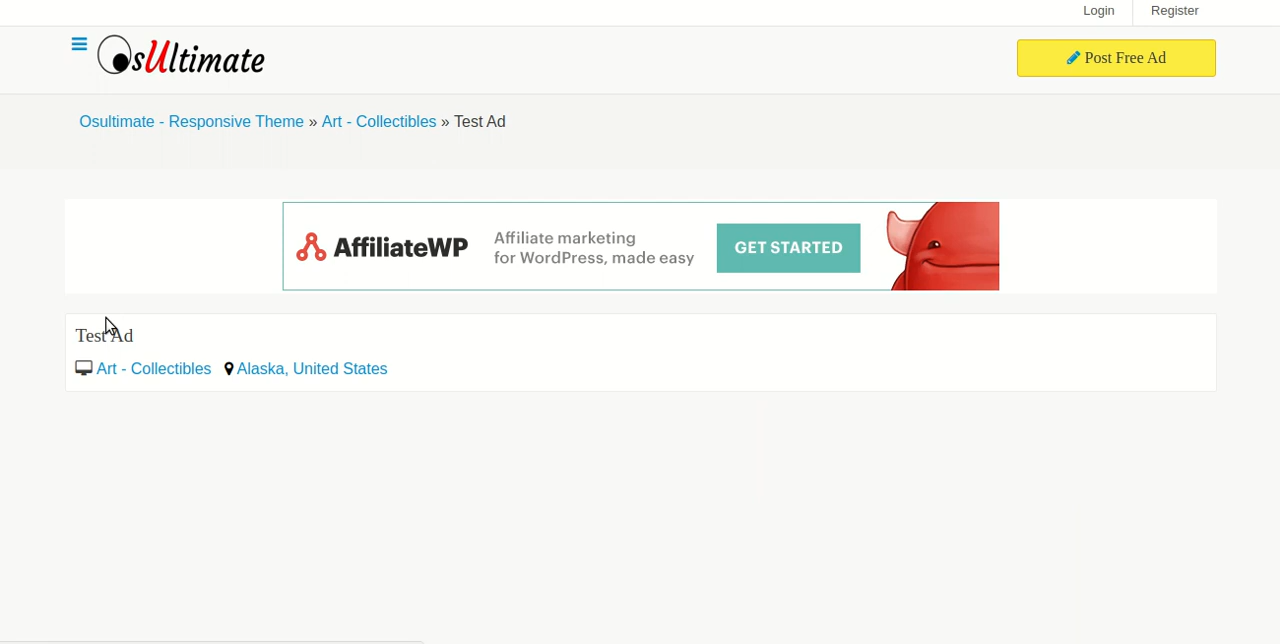 Login Register
OsUltimate
Post Free Ad
Osultimate - Responsive Theme » Art - Collectibles » Test Ad
AffiliateWP
Affiliate marketing
for WordPress, made easy
GET STARTED
Test Ad
Art - Collectibles Alaska, United States